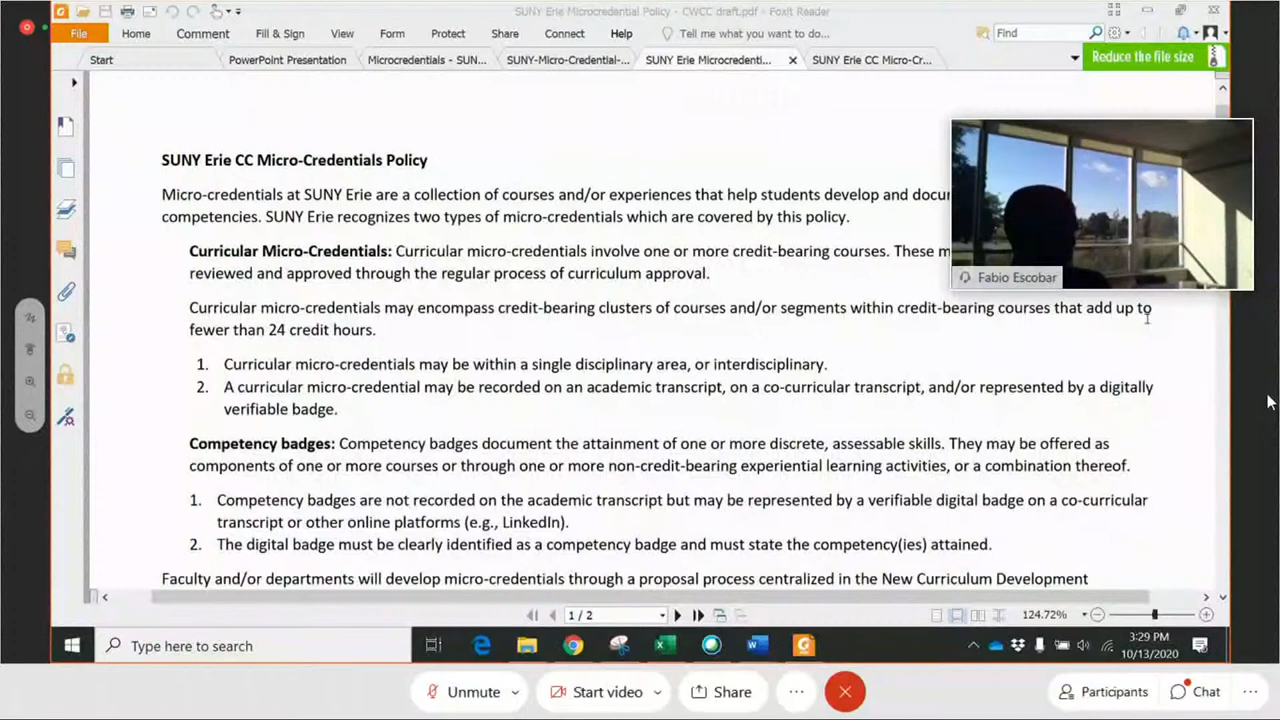 SUNY Erie Microcredential Policy - CWCC draft.pdf - Foxit Reader
File Home Comment Fill & Sign View Form Protect Share Connect Help Tell me what you want to do... Find
Start PowerPoint Presentation Microcredentials - SUN... SUNY-Micro-Credential-... SUNY Erie Microcredenti... SUNY Erie CC Micro-Cr... Reduce the file size
SUNY Erie CC Micro-Credentials Policy
Micro-credentials at SUNY Erie are a collection of courses and/or experiences that help students develop and docu
competencies. SUNY Erie recognizes two types of micro-credentials which are covered by this policy.
Curricular Micro-Credentials: Curricular micro-credentials involve one or more credit-bearing courses. These m
reviewed and approved through the regular process of curriculum approval.
Fabio Escobar
Curricular micro-credentials may encompass credit-bearing clusters of courses and/or segments within credit-bearing courses that add up to
fewer than 24 credit hours.
1. Curricular micro-credentials may be within a single disciplinary area, or interdisciplinary.
2. A curricular micro-credential may be recorded on an academic transcript, on a co-curricular transcript, and/or represented by a digitally
verifiable badge.
Competency badges: Competency badges document the attainment of one or more discrete, assessable skills. They may be offered as
components of one or more courses or through one or more non-credit-bearing experiential learning activities, or a combination thereof.
1. Competency badges are not recorded on the academic transcript but may be represented by a verifiable digital badge on a co-curricular
transcript or other online platforms (e.g., LinkedIn).
2. The digital badge must be clearly identified as a competency badge and must state the competency(ies) attained.
Faculty and/or departments will develop micro-credentials through a proposal process centralized in the New Curriculum Development
1 / 2 124.72%
Type here to search
3:29 PM
10/13/2020
Unmute Start video Share Participants Chat